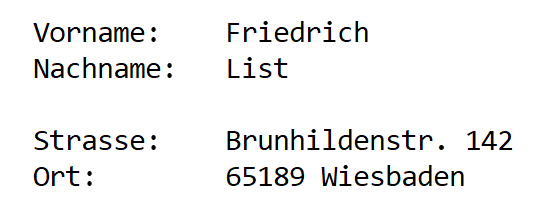 Vorname: Friedrich
Nachname: List
Strasse: Brunhildenstr. 142
Ort: 65189 Wiesbaden